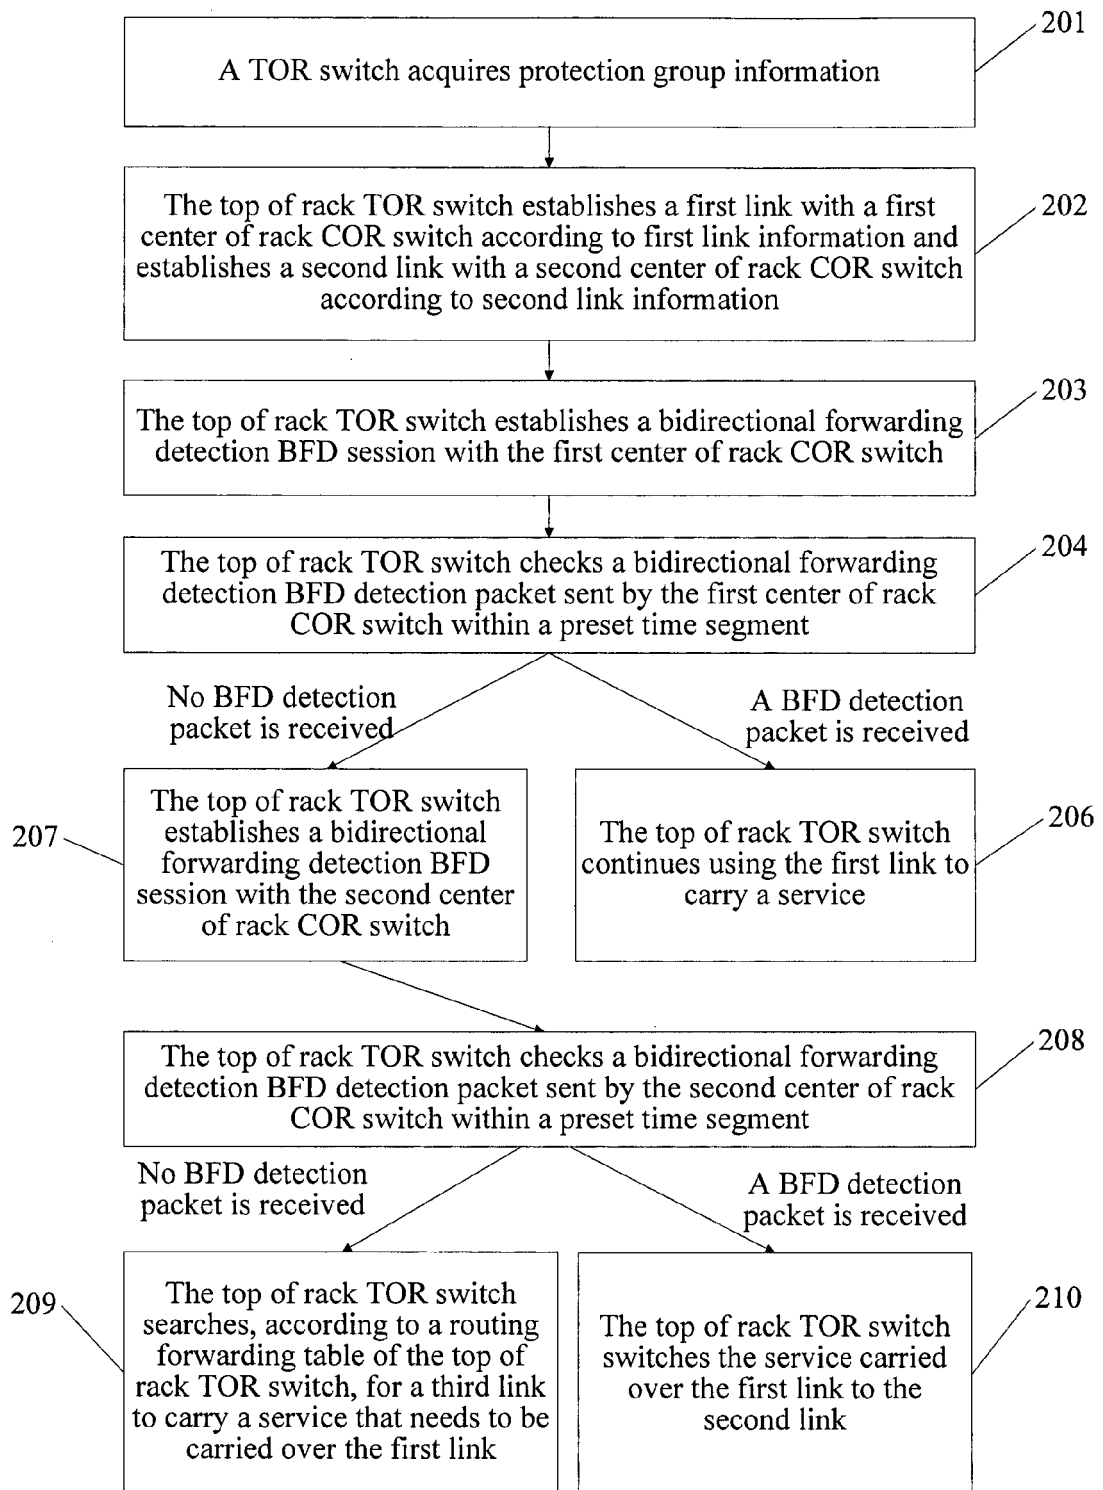 201
A TOR switch acquires protection group information
202
The top of rack TOR switch establishes a first link with a first
center of rack COR switch according to first link information and
establishes a second link with a second center of rack COR switch
according to second link information
203
The top of rack TOR switch establishes a bidirectional forwarding
detection BFD session with the first center of rack COR switch
204
The top of rack TOR switch checks a bidirectional forwarding
detection BFD detection packet sent by the first center of rack
COR switch within a preset time segment
No BFD detection
packet is received
A BFD detection
packet is received
207
The top of rack TOR switch
establishes a bidirectional
forwarding detection BFD
session with the second center
of rack COR switch
206
The top of rack TOR switch
continues using the first link to
carry a service
208
The top of rack TOR switch checks a bidirectional forwarding
detection BFD detection packet sent by the second center of rack
COR switch within a preset time segment
No BFD detection
packet is received
A BFD detection
packet is received
209
The top of rack TOR switch
searches, according to a routing
forwarding table of the top of
rack TOR switch, for a third link
to carry a service that needs to be
carried over the first link
210
The top of rack TOR switch
switches the service carried
over the first link to the
second link